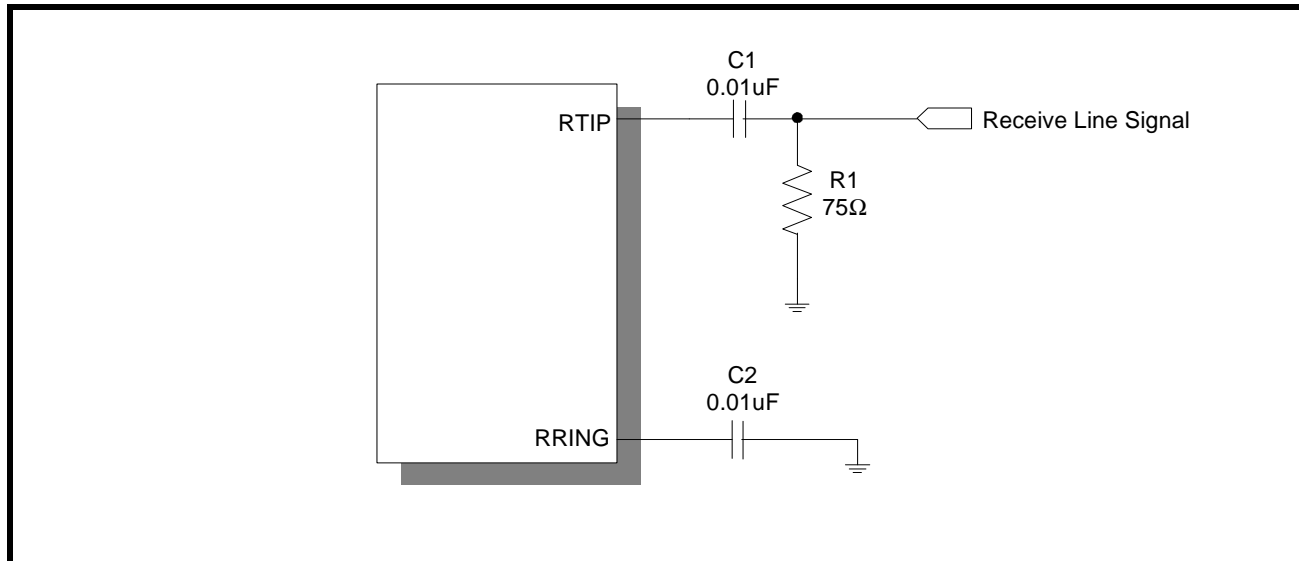 C1
0.01uF
RTIP
Receive Line Signal
R1
75Ω
C2
0.01uF
RRING